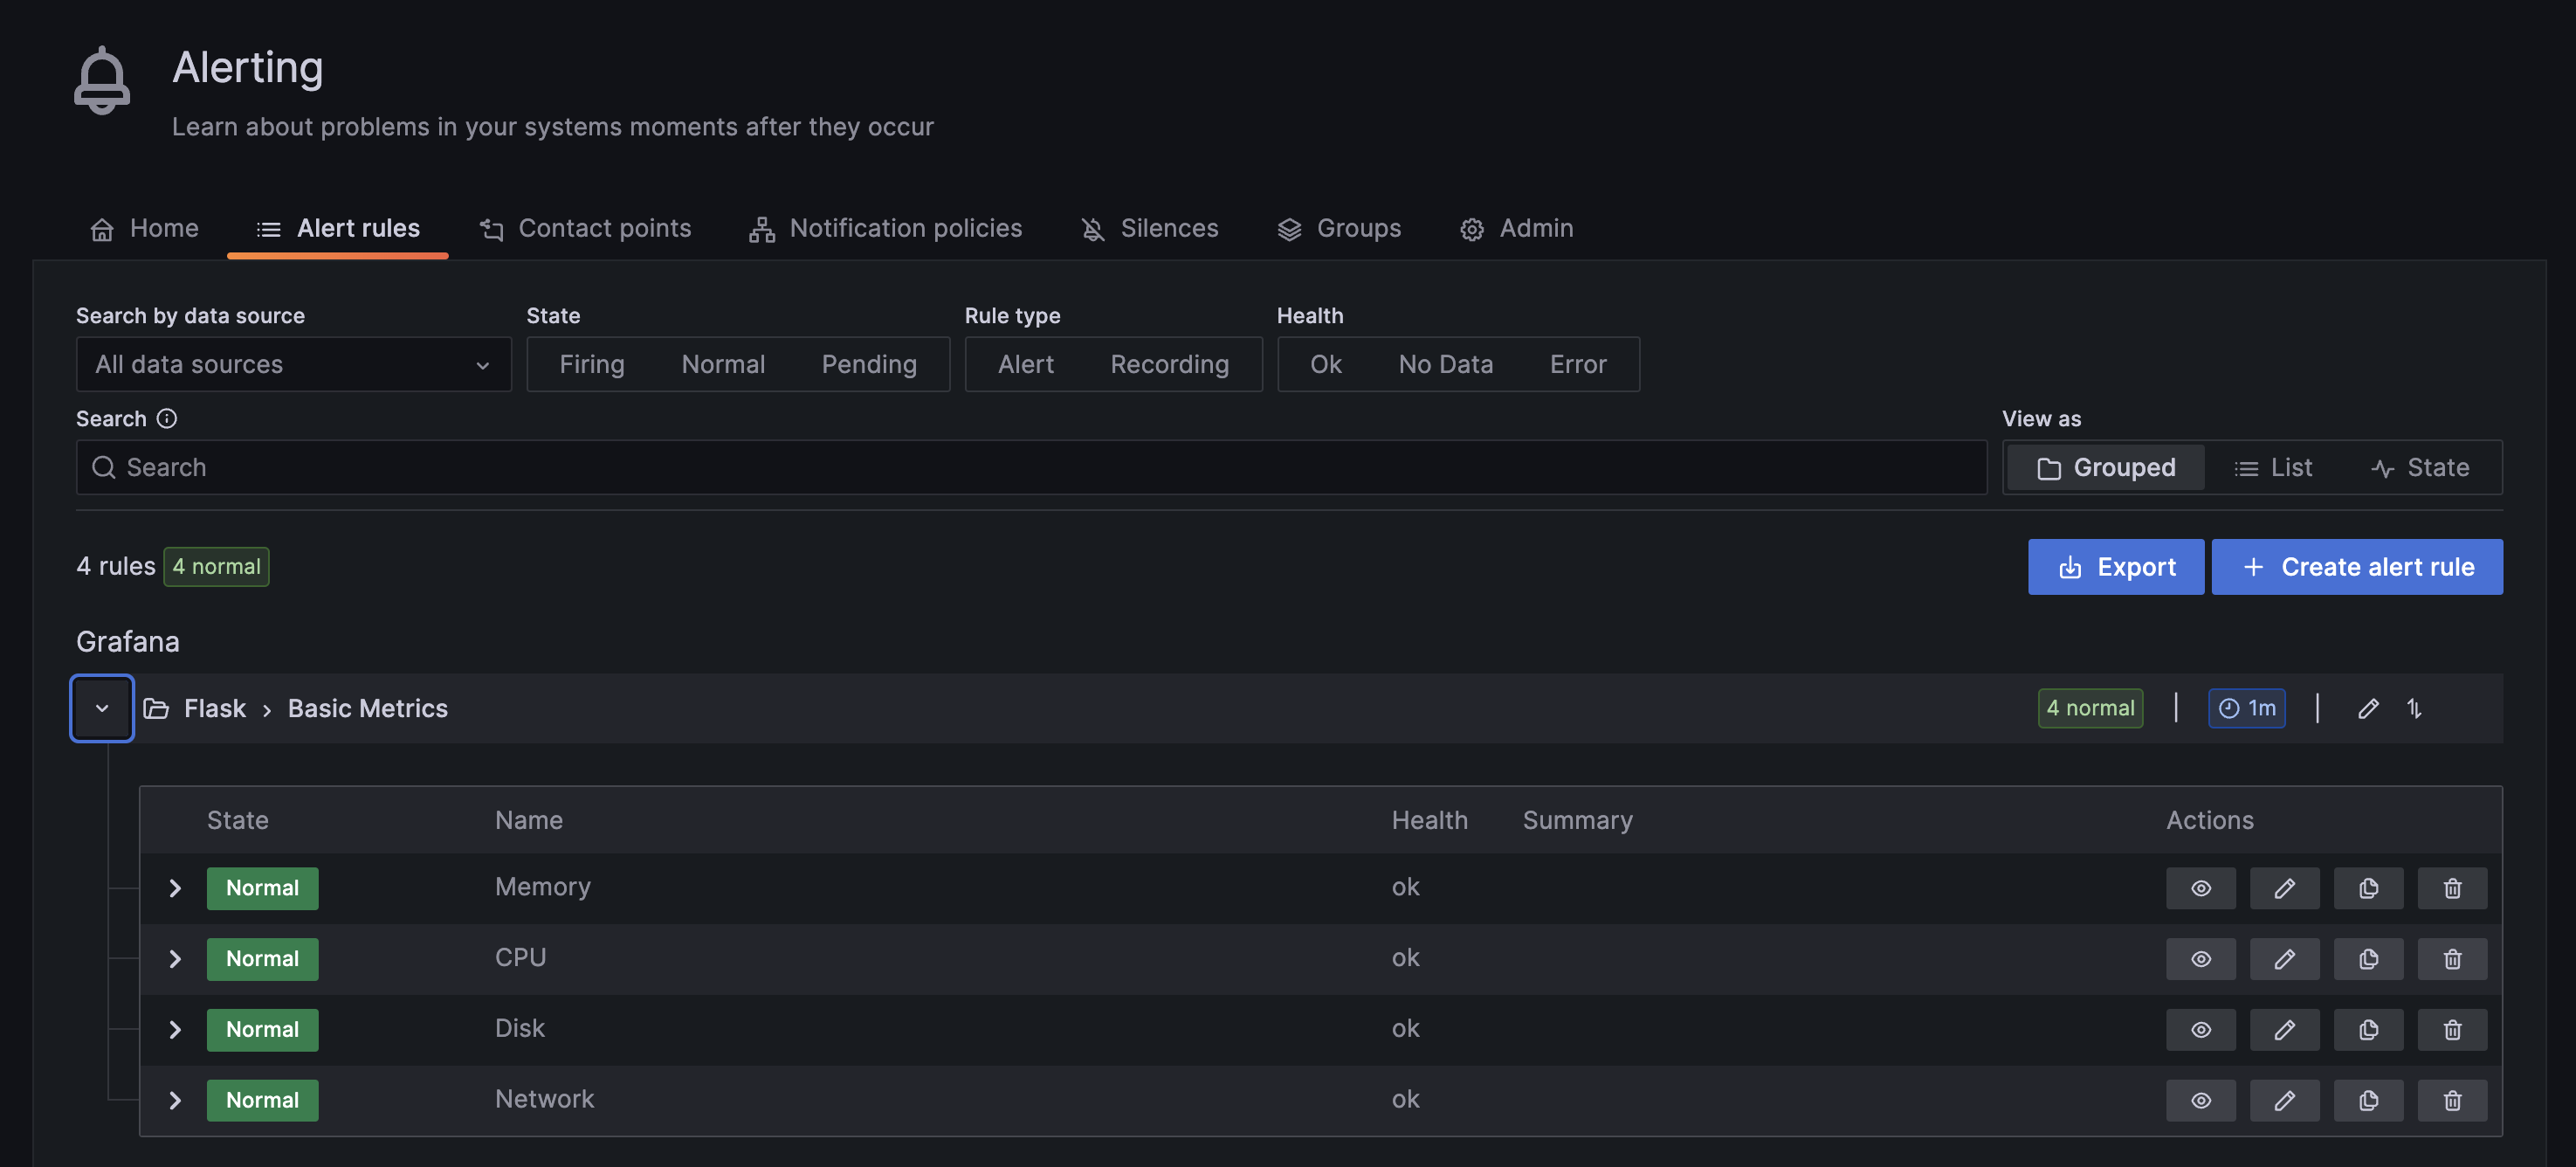 Alerting
Learn about problems in your systems moments after they occur
Home Alert rules Contact points Notification policies Silences Groups Admin
Search by data source State Rule type Health
All data sources Firing Normal Pending Alert Recording Ok No Data Error
Search View as
Search Grouped List State
4 rules 4 normal Export Create alert rule
Grafana
Flask › Basic Metrics 4 normal | 1m |
State Name Health Summary Actions
Normal Memory ok
Normal CPU ok
Normal Disk ok
Normal Network ok